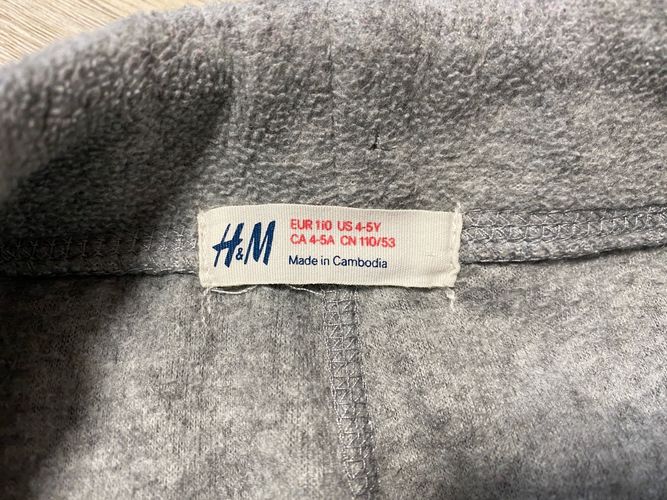 H&M
EUR 110 US 4-5Y
CA 4-5A CN 110/53
Made in Cambodia